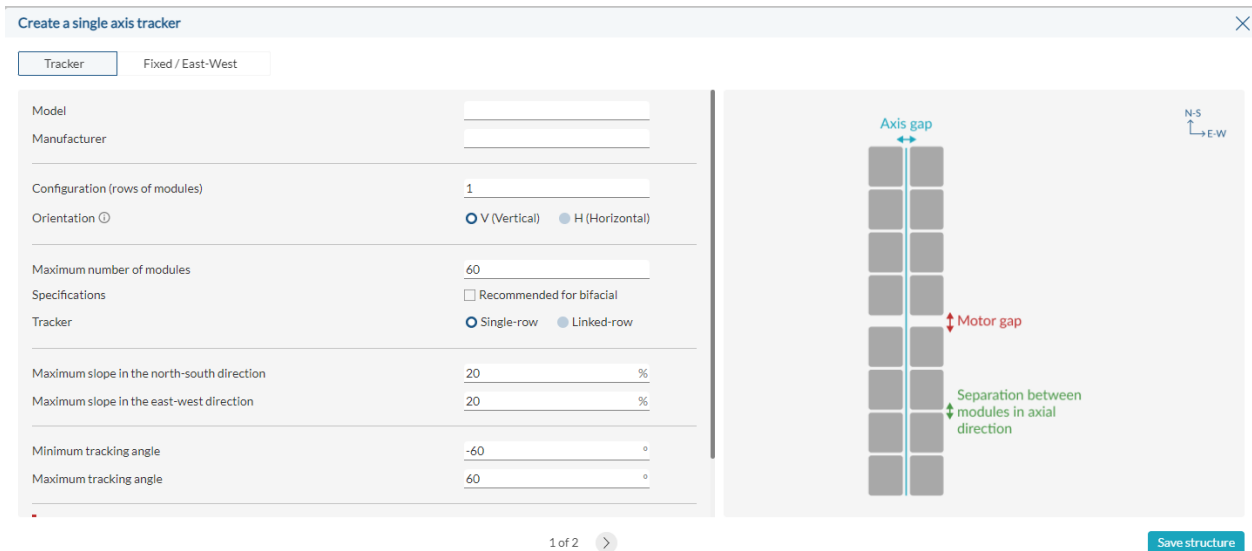 Create a single axis tracker
Tracker Fixed / East-West
Model
Manufacturer
Configuration (rows of modules) 1
Orientation V (Vertical) H (Horizontal)
Maximum number of modules 60
Specifications Recommended for bifacial
Tracker Single-row Linked-row
Maximum slope in the north-south direction 20 %
Maximum slope in the east-west direction 20 %
Minimum tracking angle -60 º
Maximum tracking angle 60 º
1 of 2
Axis gap
N-S
E-W
Motor gap
Separation between
modules in axial
direction
Save structure